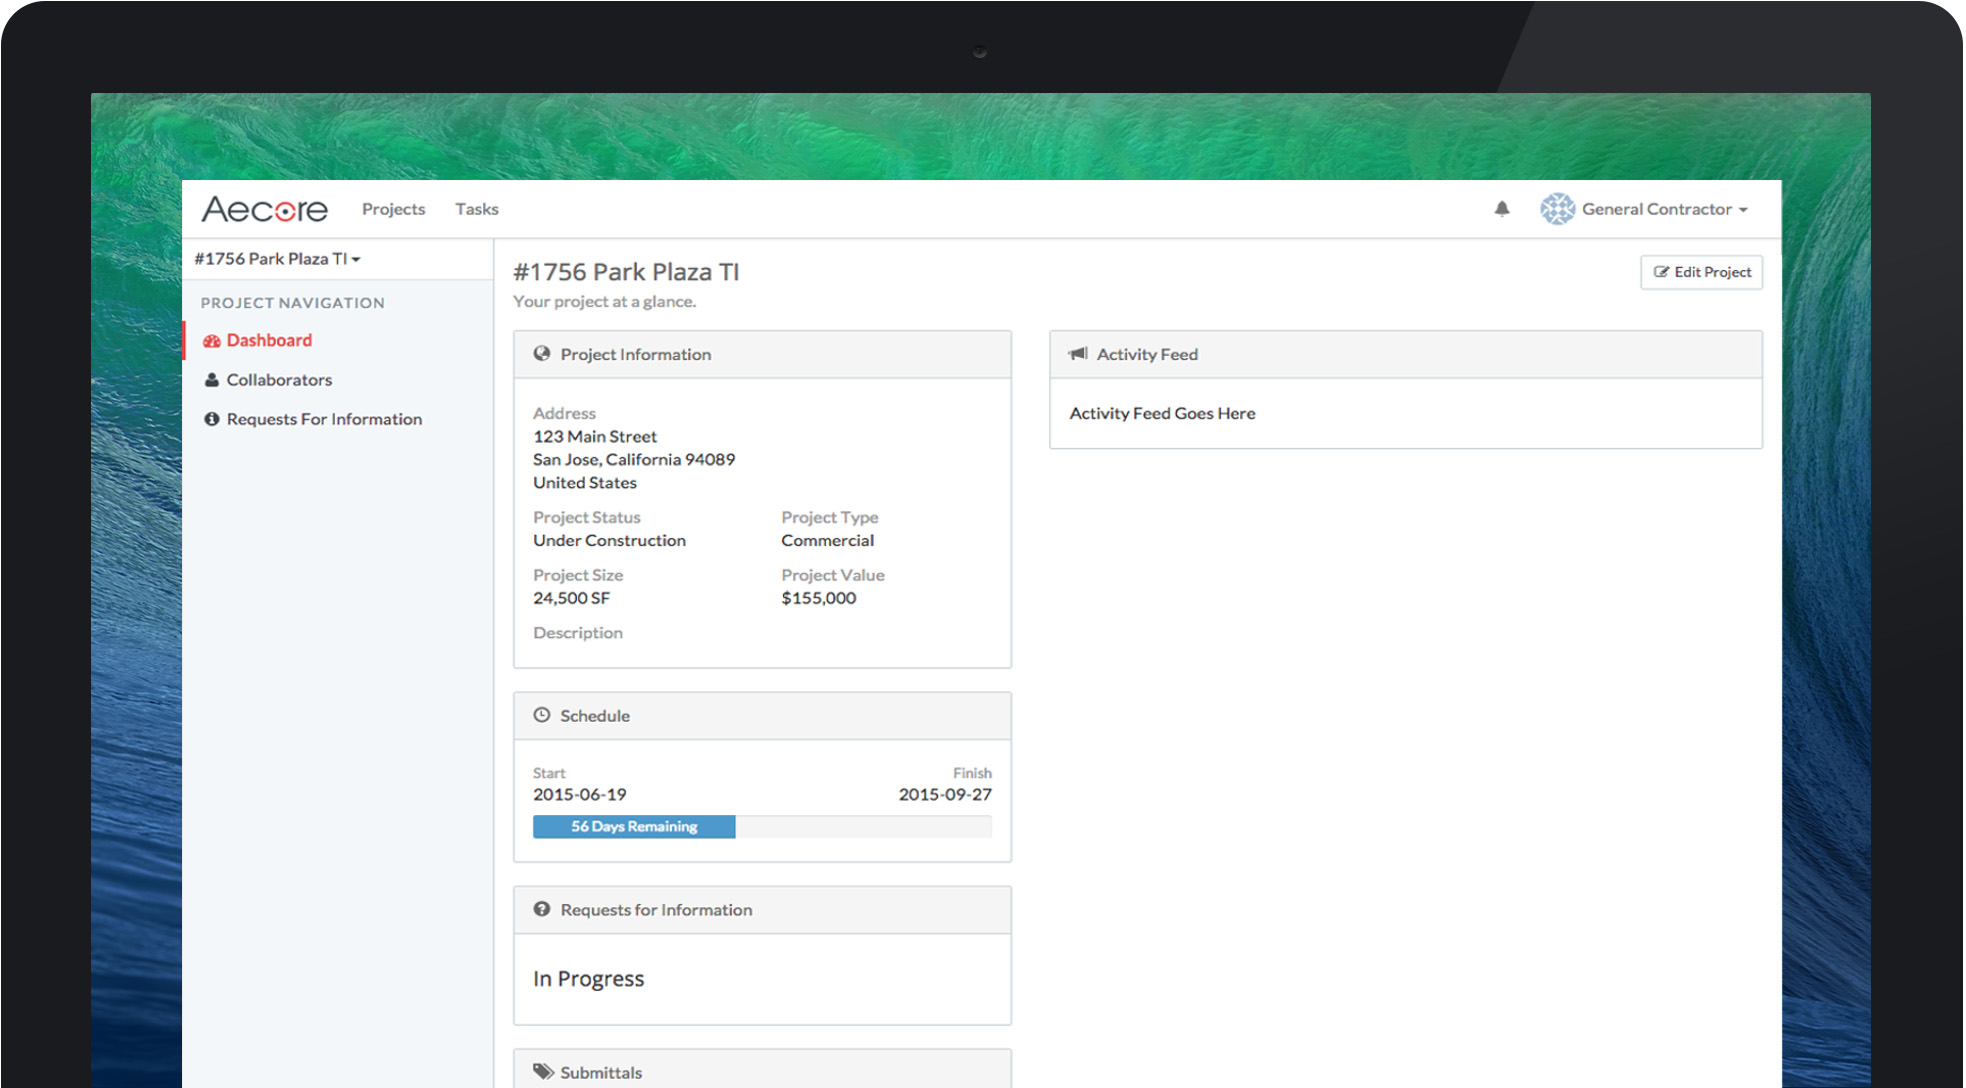 Aecore
Projects
Tasks
General Contractor
#1756 Park Plaza TI
PROJECT NAVIGATION
Dashboard
Collaborators
Requests For Information
#1756 Park Plaza TI
Your project at a glance.
Edit Project
Project Information
Address
123 Main Street
San Jose, California 94089
United States
Project Status
Under Construction
Project Type
Commercial
Project Size
24,500 SF
Project Value
$155,000
Description
Schedule
Start
2015-06-19
Finish
2015-09-27
56 Days Remaining
Requests for Information
In Progress
Submittals
Activity Feed
Activity Feed Goes Here